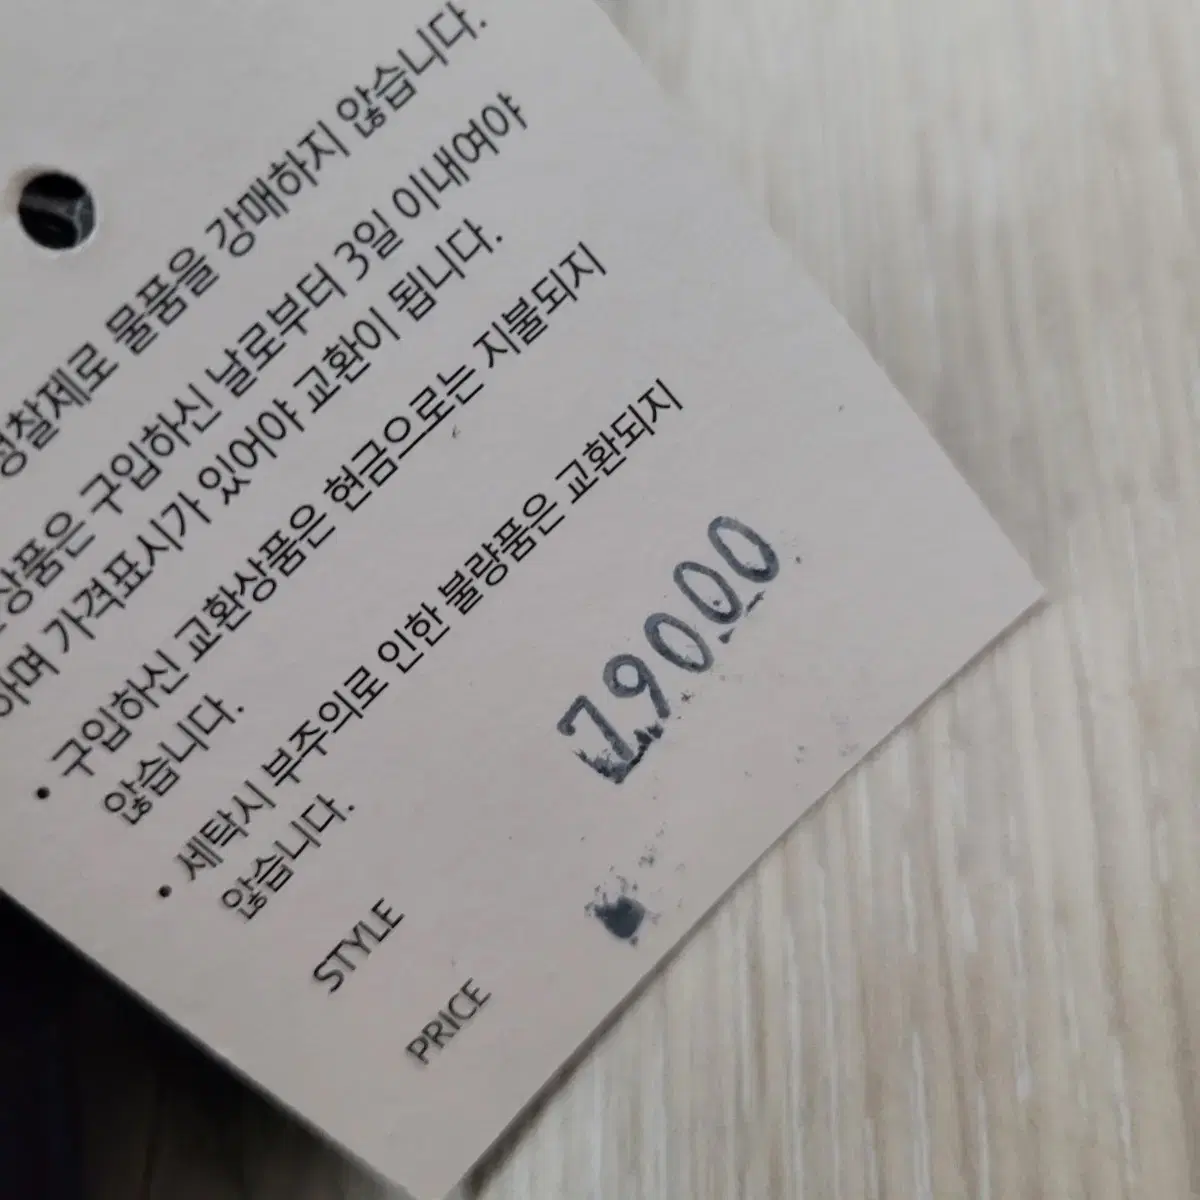 정찰제로 물품을 강매하지 않습니다.
상품은 구입하신 날로부터 3일 이내여야
하며 가격표시가 있어야 교환이 됩니다.
• 구입하신 교환상품은 현금으로는 지불되지
않습니다.
• 세탁시 부주의로 인한 불량품은 교환되지
않습니다.
79000
STYLE
PRICE